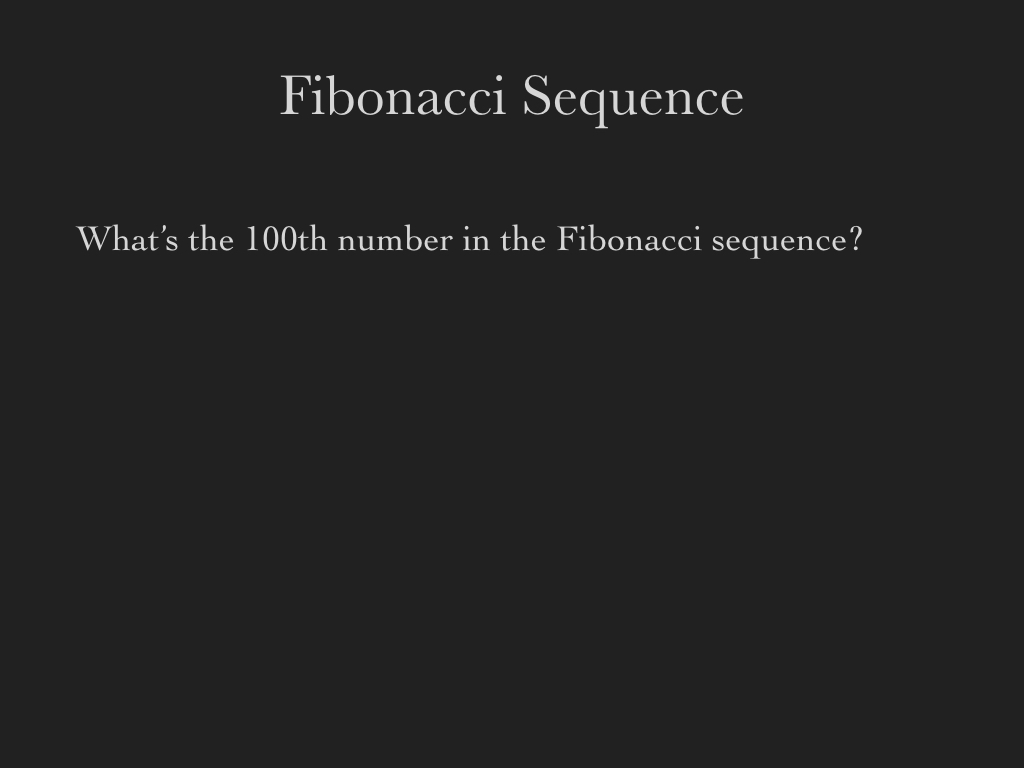 Fibonacci Sequence
What’s the 100th number in the Fibonacci sequence?